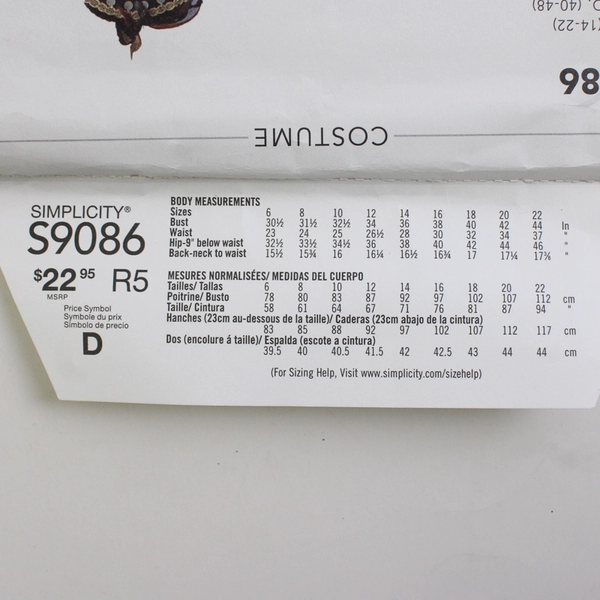 (40-48)
(14-22)
98
COSTUME
SIMPLICITY®
S9086
$22 95 R5
MSRP
Price Symbol
Symbole du prix
Símbolo de precio
D
BODY MEASUREMENTS
Sizes 6 8 10 12 14 16 18 20 22
Bust 30½ 31½ 32½ 34 36 38 40 42 44 In
Waist 23 24 25 26½ 28 30 32 34 37 "
Hip-9" below waist 32½ 33½ 34½ 36 38 40 42 44 46 "
Back-neck to waist 15½ 15¾ 16 16¼ 16½ 16¾ 17 17¼ 17⅜ "
MESURES NORMALISÉES/ MEDIDAS DEL CUERPO
Tailles/ Tallas 6 8 10 12 14 16 18 20 22
Poitrine/ Busto 78 80 83 87 92 97 102 107 112 cm
Taille/ Cintura 58 61 64 67 71 76 81 87 94 "
Hanches (23cm au-dessous de la taille)/ Caderas (23cm abajo de la cintura)
83 85 88 92 97 102 107 112 117 cm
Dos (encolure á taille)/ Espalda (escote a cintura)
39.5 40 40.5 41.5 42 42.5 43 44 44 cm
(For Sizing Help, Visit www.simplicity.com/sizehelp)